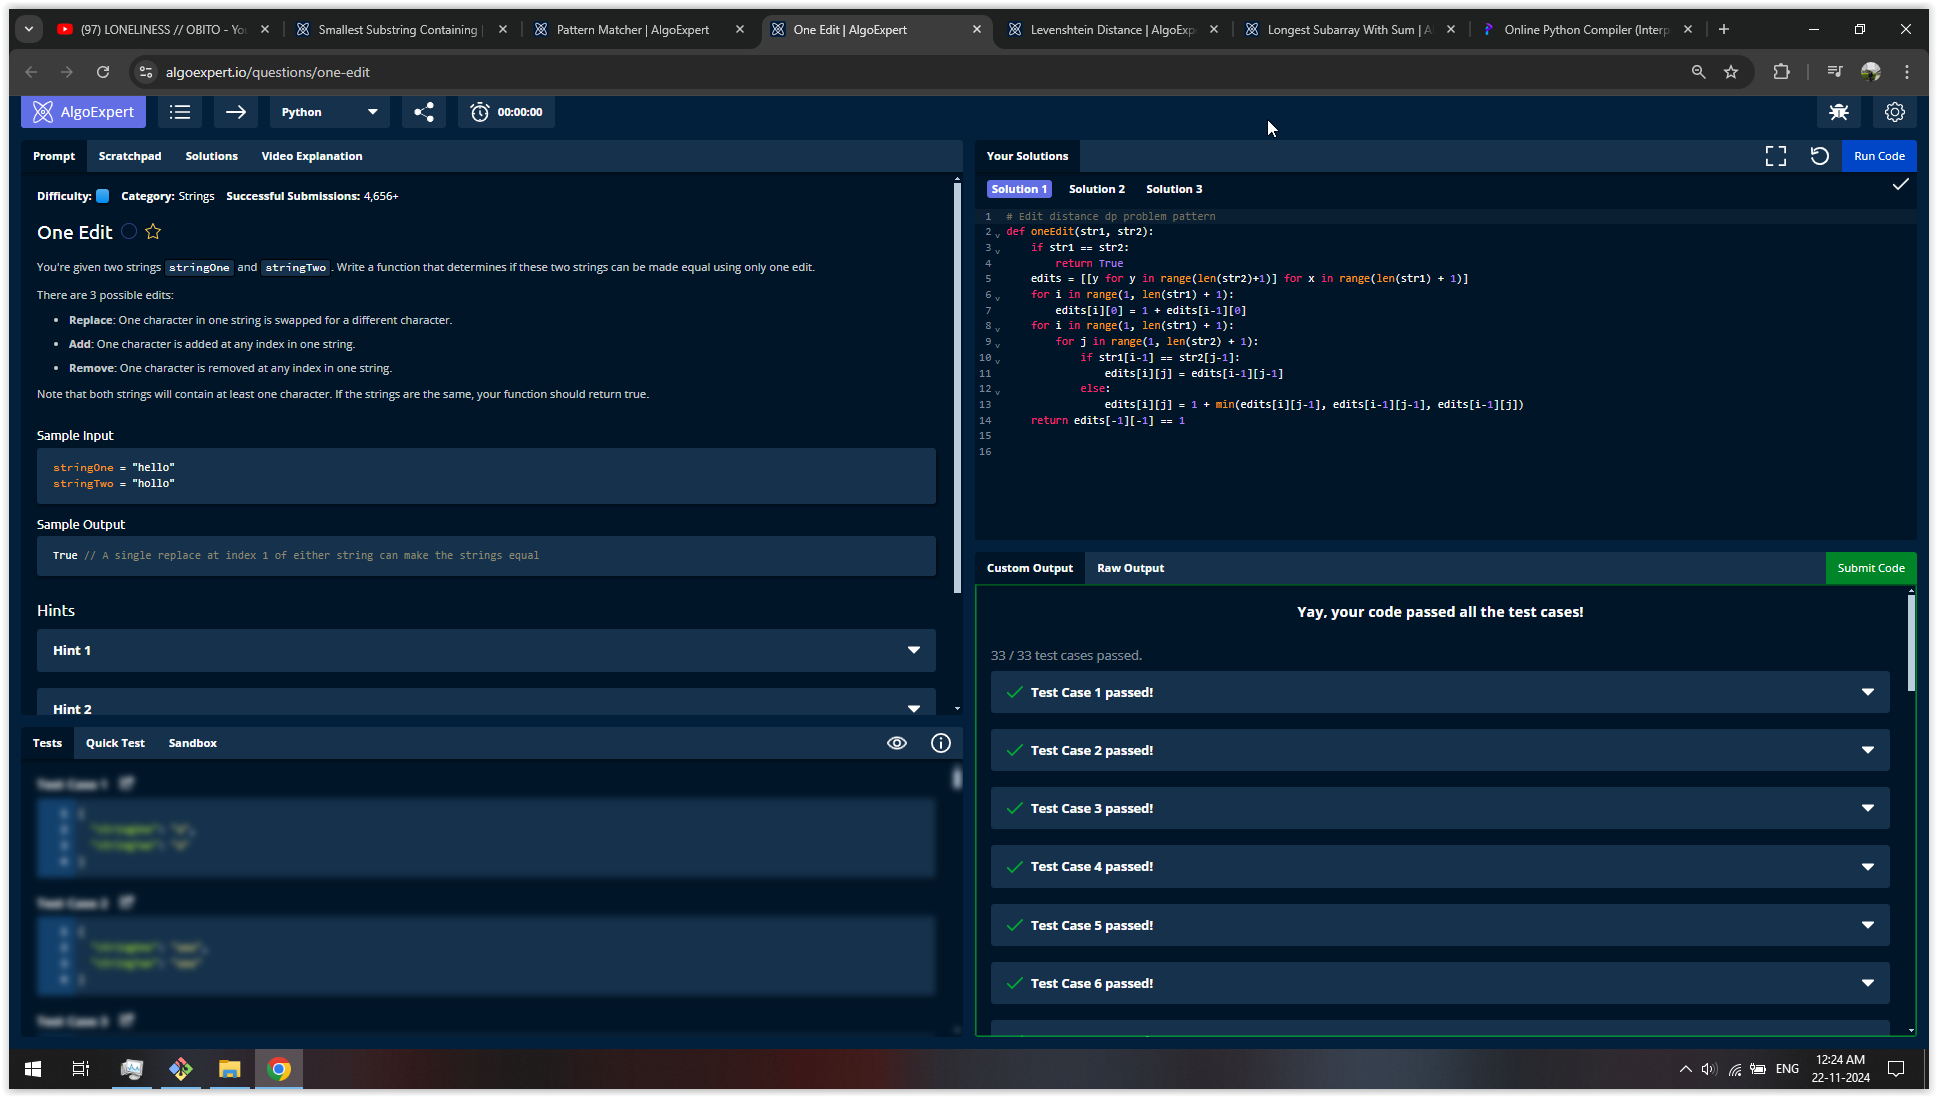 (97) LONELINESS // OBITO - You
Smallest Substring Containing |
Pattern Matcher | AlgoExpert
One Edit | AlgoExpert
Levenshtein Distance | AlgoExp
Longest Subarray With Sum | A
Online Python Compiler (Interp
algoexpert.io/questions/one-edit
AlgoExpert
Python
00:00:00
Prompt
Scratchpad
Solutions
Video Explanation
Difficulty:
Category: Strings
Successful Submissions: 4,656+
One Edit
You're given two strings stringOne and stringTwo . Write a function that determines if these two strings can be made equal using only one edit.
There are 3 possible edits:
• Replace: One character in one string is swapped for a different character.
• Add: One character is added at any index in one string.
• Remove: One character is removed at any index in one string.
Note that both strings will contain at least one character. If the strings are the same, your function should return true.
Sample Input
stringOne = "hello"
stringTwo = "hollo"
Sample Output
True // A single replace at index 1 of either string can make the strings equal
Hints
Hint 1
Hint 2
Tests
Quick Test
Sandbox
Your Solutions
Run Code
Solution 1
Solution 2
Solution 3
1 # Edit distance dp problem pattern
2 def oneEdit(str1, str2):
3 if str1 == str2:
4 return True
5 edits = [[y for y in range(len(str2)+1)] for x in range(len(str1) + 1)]
6 for i in range(1, len(str1) + 1):
7 edits[i][0] = 1 + edits[i-1][0]
8 for i in range(1, len(str1) + 1):
9 for j in range(1, len(str2) + 1):
10 if str1[i-1] == str2[j-1]:
11 edits[i][j] = edits[i-1][j-1]
12 else:
13 edits[i][j] = 1 + min(edits[i][j-1], edits[i-1][j-1], edits[i-1][j])
14 return edits[-1][-1] == 1
15
16
Custom Output
Raw Output
Submit Code
Yay, your code passed all the test cases!
33 / 33 test cases passed.
Test Case 1 passed!
Test Case 2 passed!
Test Case 3 passed!
Test Case 4 passed!
Test Case 5 passed!
Test Case 6 passed!
ENG
12:24 AM
22-11-2024